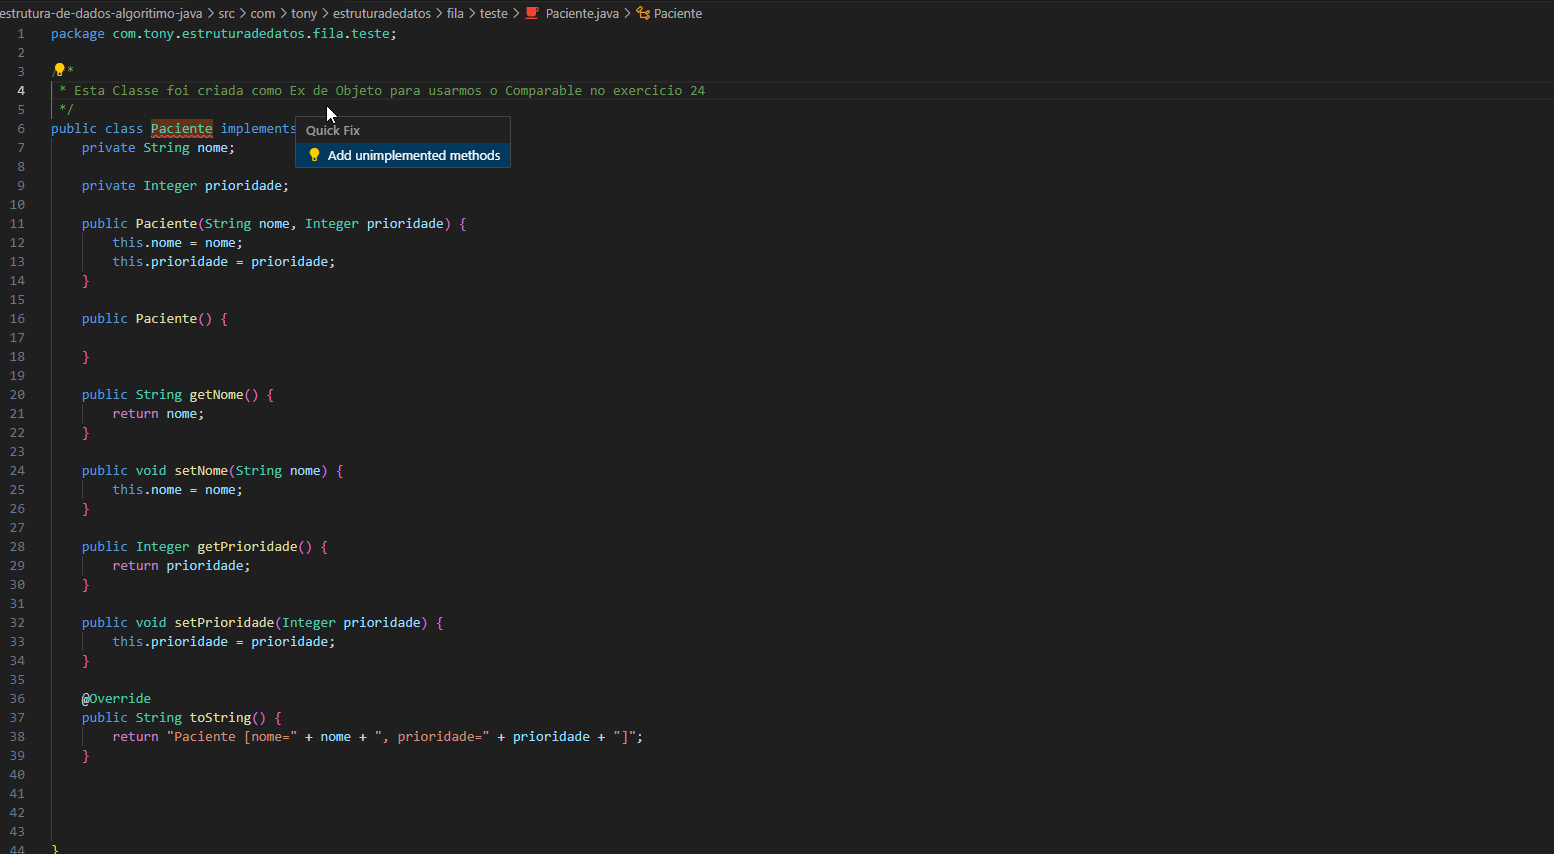 estrutura-de-dados-algoritimo-java > src > com > tony > estruturadedatos > fila > teste > Paciente.java > Paciente
1 package com.tony.estruturadedatos.fila.teste;
2
3 /**
4 * Esta Classe foi criada como Ex de Objeto para usarmos o Comparable no exercicio 24
5 */
6 public class Paciente implements
Quick Fix
Add unimplemented methods
7 private String nome;
8
9 private Integer prioridade;
10
11 public Paciente(String nome, Integer prioridade) {
12 this.nome = nome;
13 this.prioridade = prioridade;
14 }
15
16 public Paciente() {
17
18 }
19
20 public String getNome() {
21 return nome;
22 }
23
24 public void setNome(String nome) {
25 this.nome = nome;
26 }
27
28 public Integer getPrioridade() {
29 return prioridade;
30 }
31
32 public void setPrioridade(Integer prioridade) {
33 this.prioridade = prioridade;
34 }
35
36 @Override
37 public String toString() {
38 return "Paciente [nome=" + nome + ", prioridade=" + prioridade + "]";
39 }
40
41
42
43
44 }